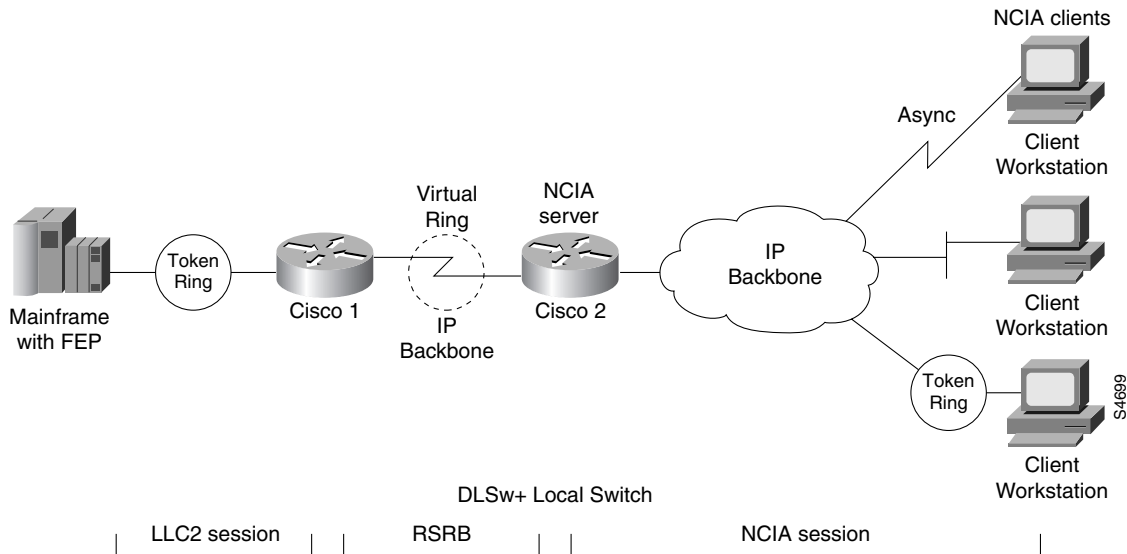 NCIA clients
Async
Client
Workstation
Virtual
Ring
NCIA
server
Token
Ring
IP
Backbone
Mainframe
with FEP
Cisco 1
IP
Backbone
Cisco 2
Client
Workstation
Token
Ring
S4699
Client
Workstation
DLSw+ Local Switch
LLC2 session
RSRB
NCIA session